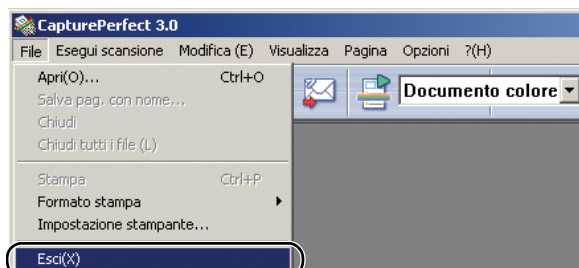 CapturePerfect 3.0
File Esegui scansione Modifica (E) Visualizza Pagina Opzioni ?(H)
Apri(O)... Ctrl+O
Documento colore
Salva pag. con nome...
Chiudi
Chiudi tutti i file (L)
Stampa Ctrl+P
Formato stampa
Impostazione stampante...
Esci(X)